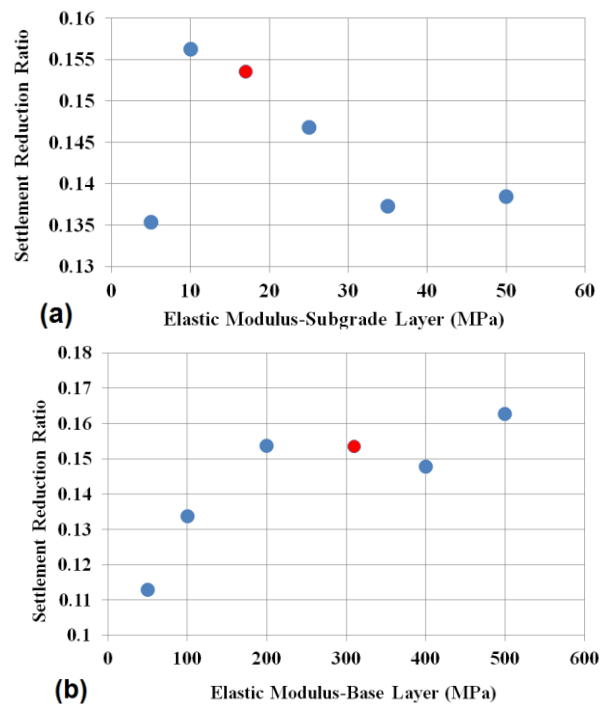 0.16
0.155
0.15
0.145
0.14
0.135
0.13
Settlement Reduction Ratio
0 10 20 30 40 50 60
(a) Elastic Modulus-Subgrade Layer (MPa)
0.18
0.17
0.16
0.15
0.14
0.13
0.12
0.11
0.1
Settlement Reduction Ratio
0 100 200 300 400 500 600
(b) Elastic Modulus-Base Layer (MPa)